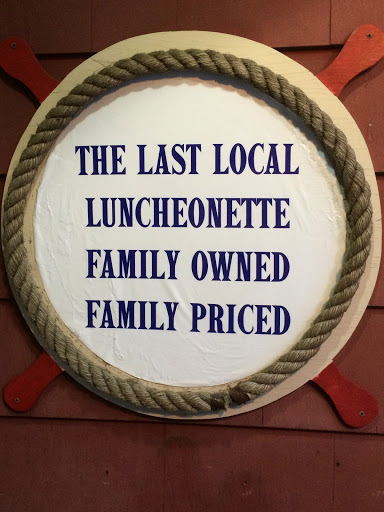 THE LAST LOCAL
LUNCHEONETTE
FAMILY OWNED
FAMILY PRICED